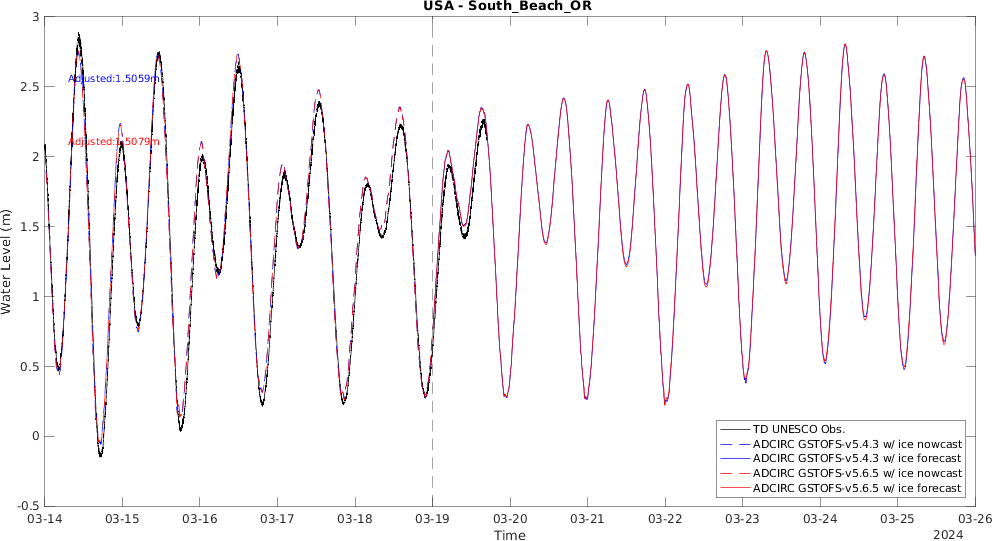 USA - South_Beach_OR
3
2.5
2
1.5
1
0.5
0
-0.5
Water Level (m)
Adjusted:1.5059m
Adjusted:1.5079m
TD UNESCO Obs.
ADCIRC GSTOFS-v5.4.3 w/ ice nowcast
ADCIRC GSTOFS-v5.4.3 w/ ice forecast
ADCIRC GSTOFS-v5.6.5 w/ ice nowcast
ADCIRC GSTOFS-v5.6.5 w/ ice forecast
03-14 03-15 03-16 03-17 03-18 03-19 03-20 03-21 03-22 03-23 03-24 03-25 03-26
Time
2024